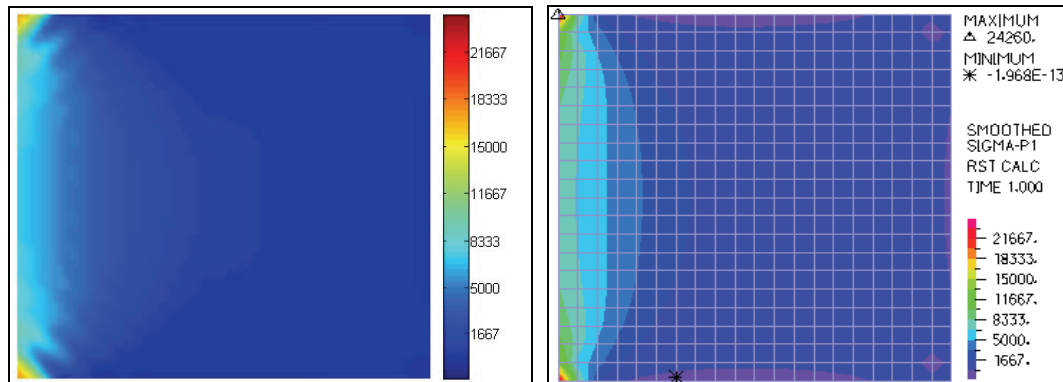 21667
18333
15000
11667
8333
5000
1667
MAXIMUM
Δ 24260.
MINIMUM
* -1.968E-13
SMOOTHED
SIGMA-P1
RST CALC
TIME 1.000
21667.
18333.
15000.
11667.
8333.
5000.
1667.